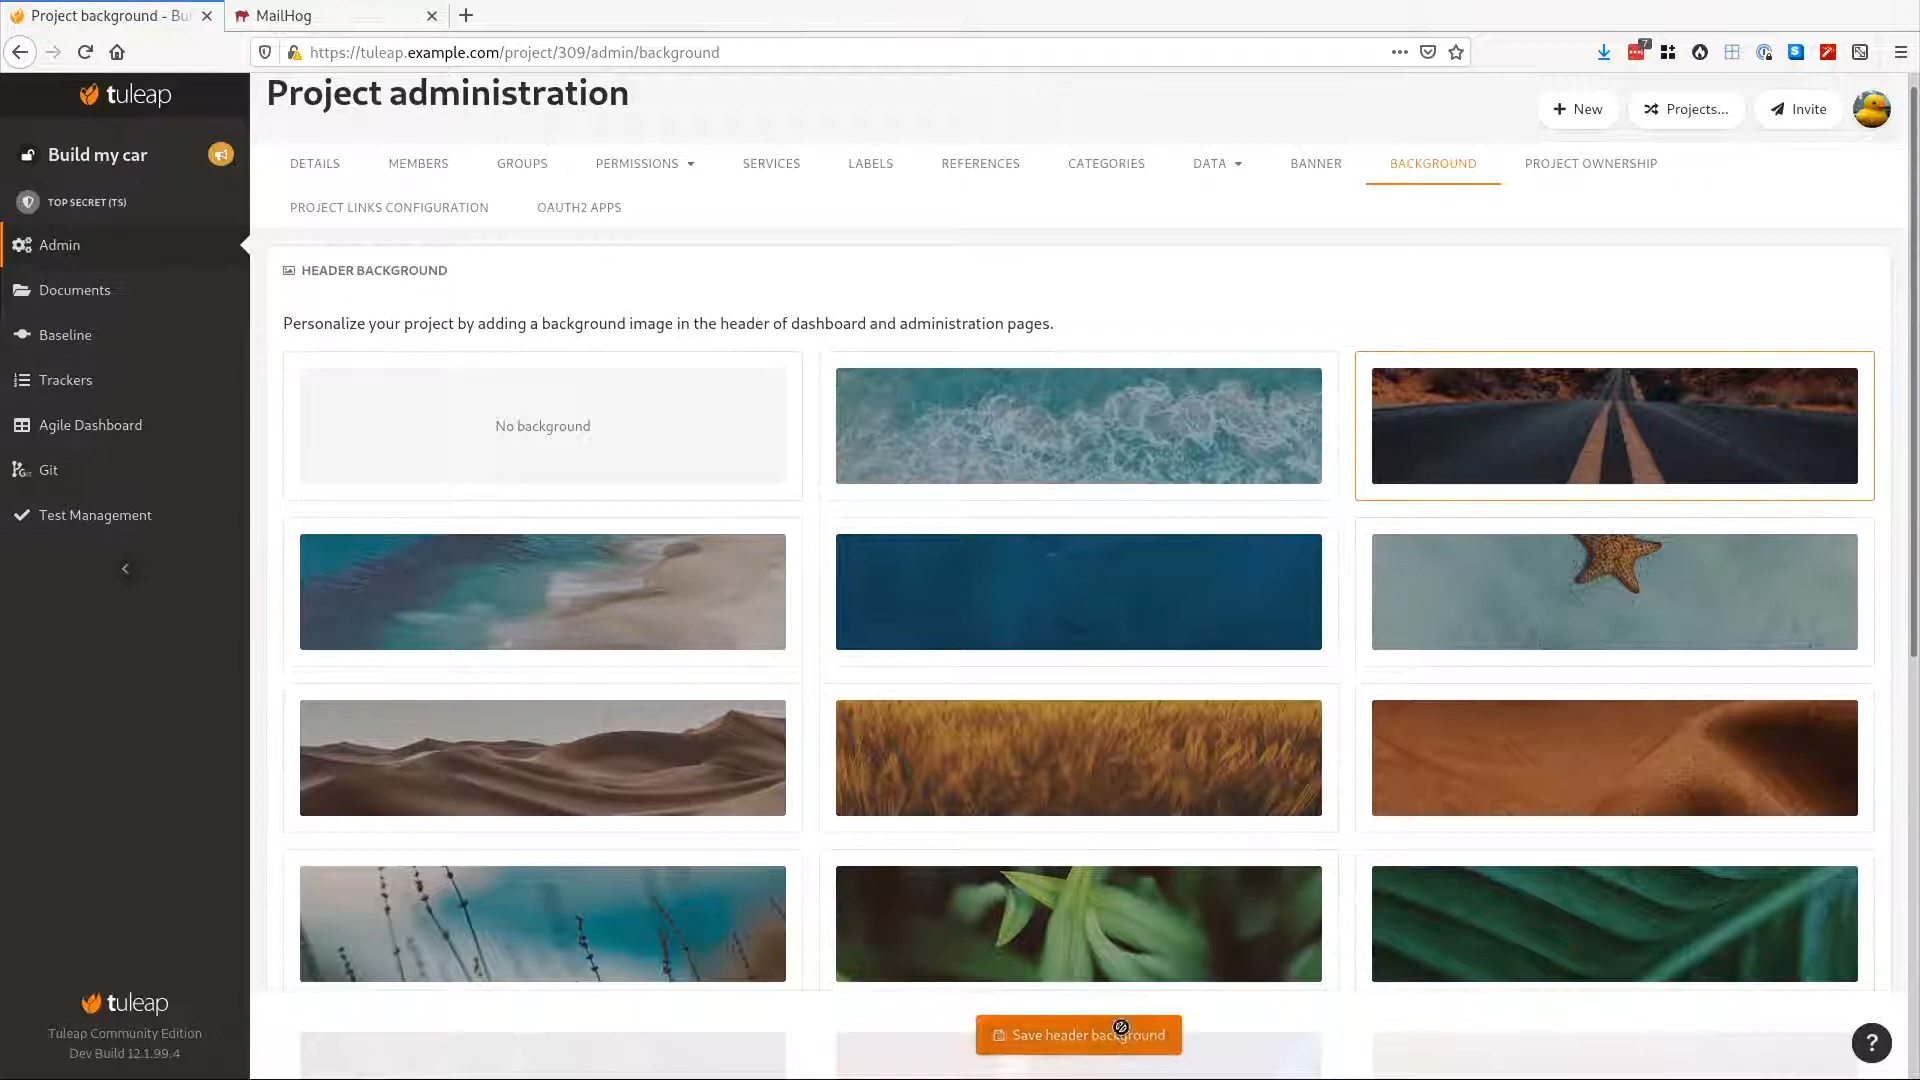 Project background - Bu
MailHog
https://tuleap.example.com/project/309/admin/background
7
tuleap
Project administration
New
Projects...
Invite
Build my car
DETAILS
MEMBERS
GROUPS
PERMISSIONS
SERVICES
LABELS
REFERENCES
CATEGORIES
DATA
BANNER
BACKGROUND
PROJECT OWNERSHIP
TOP SECRET (TS)
PROJECT LINKS CONFIGURATION
OAUTH2 APPS
Admin
Documents
Baseline
Trackers
Agile Dashboard
Git
Test Management
HEADER BACKGROUND
Personalize your project by adding a background image in the header of dashboard and administration pages.
No background
Save header background
tuleap
Tuleap Community Edition
Dev Build 12.1.99.4
?